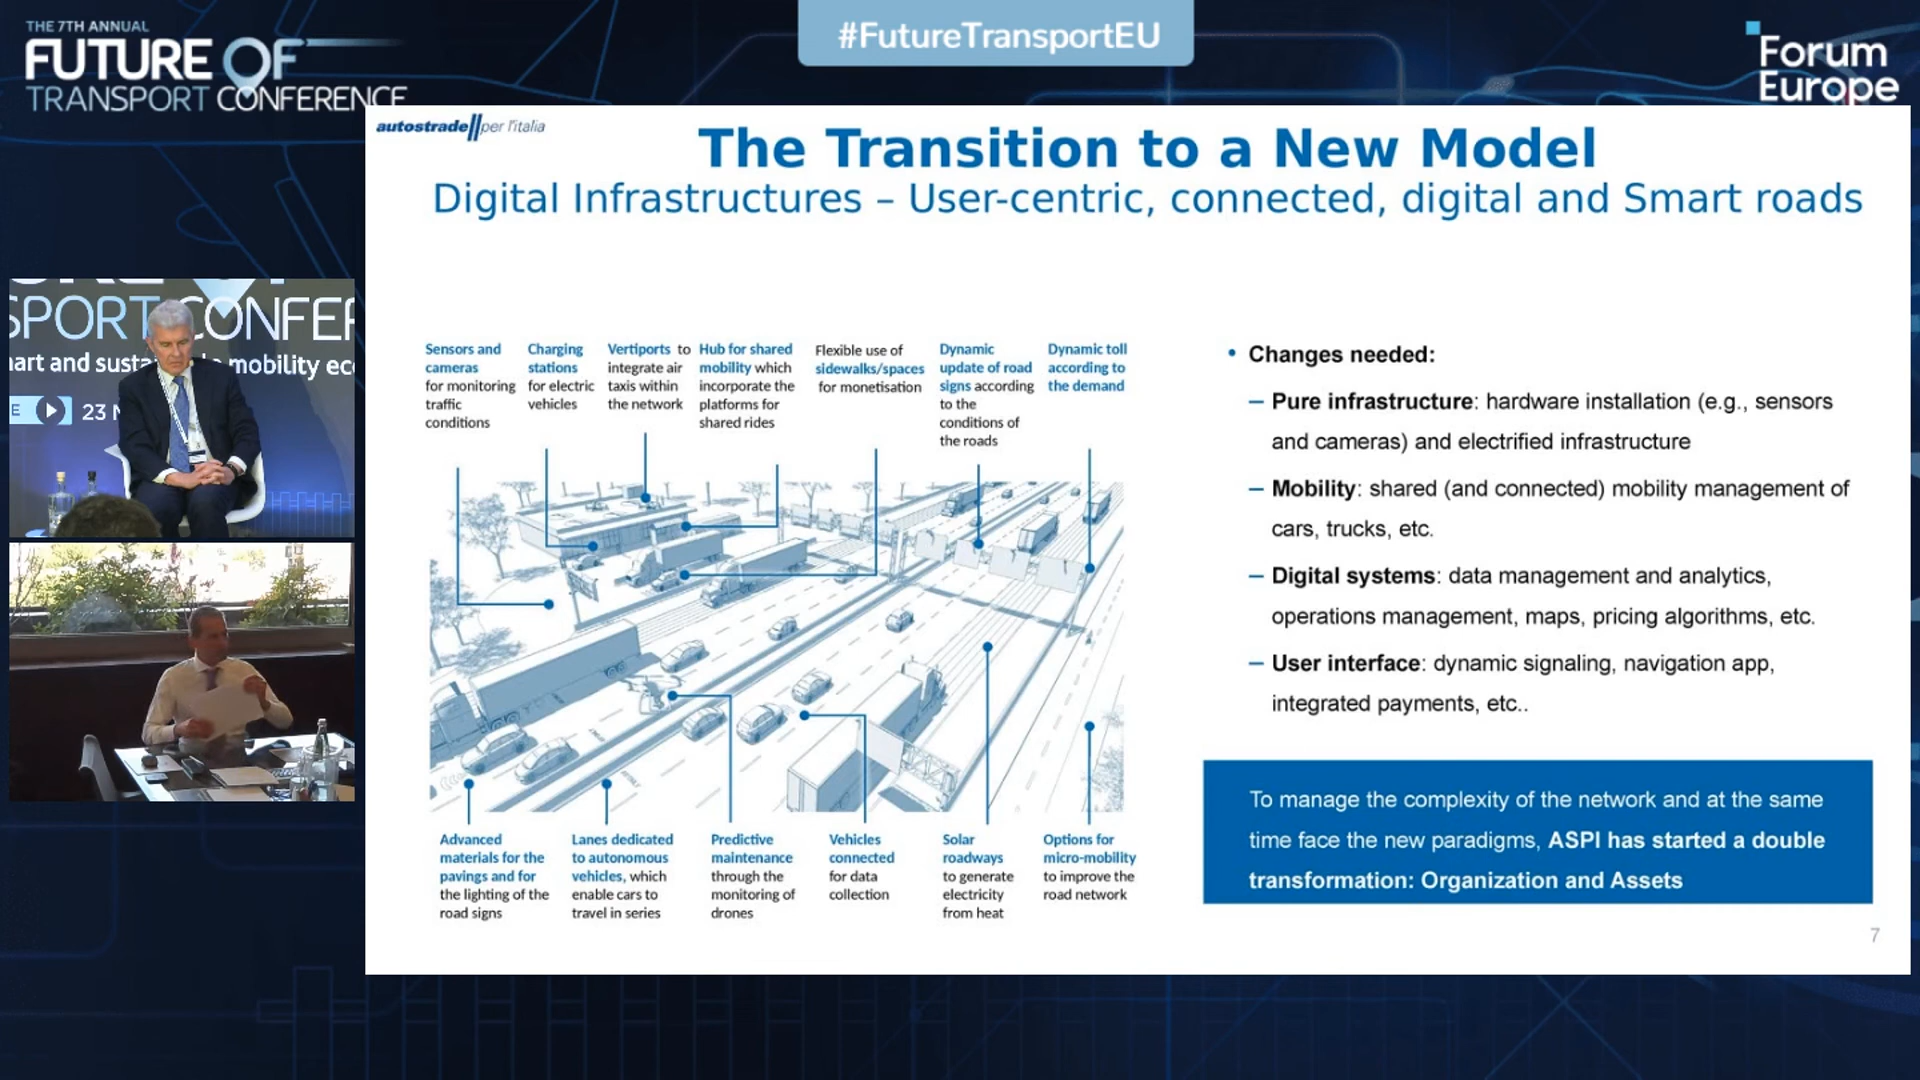 THE 7TH ANNUAL
FUTURE OF
TRANSPORT CONFERENCE
#FutureTransportEU
Forum
Europe
autostrade//per l'italia
The Transition to a New Model
Digital Infrastructures – User-centric, connected, digital and Smart roads
Sensors and
cameras
for monitoring
traffic
conditions
Charging
stations
for electric
vehicles
Vertiports to
integrate air
taxis within
the network
Hub for shared
mobility which
incorporate the
platforms for
shared rides
Flexible use of
sidewalks/spaces
for monetisation
Dynamic
update of road
signs according
to the
conditions of
the roads
Dynamic toll
according to
the demand
Advanced
materials for the
pavings and for
the lighting of the
road signs
Lanes dedicated
to autonomous
vehicles, which
enable cars to
travel in series
Predictive
maintenance
through the
monitoring of
drones
Vehicles
connected
for data
collection
Solar
roadways
to generate
electricity
from heat
Options for
micro-mobility
to improve the
road network
• Changes needed:
– Pure infrastructure: hardware installation (e.g., sensors
and cameras) and electrified infrastructure
– Mobility: shared (and connected) mobility management of
cars, trucks, etc.
– Digital systems: data management and analytics,
operations management, maps, pricing algorithms, etc.
– User interface: dynamic signaling, navigation app,
integrated payments, etc..
To manage the complexity of the network and at the same
time face the new paradigms, ASPI has started a double
transformation: Organization and Assets
7
SPORT CONFER
mobility
23